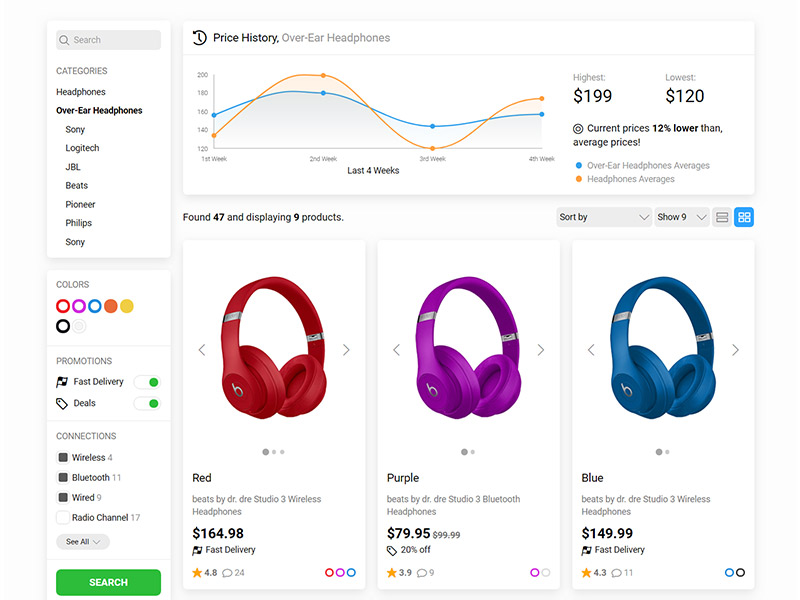 Search
CATEGORIES
Headphones
Over-Ear Headphones
Sony
Logitech
JBL
Beats
Pioneer
Philips
Sony
COLORS
PROMOTIONS
Fast Delivery
Deals
CONNECTIONS
Wireless 4
Bluetooth 11
Wired 9
Radio Channel 17
See All
SEARCH
Price History, Over-Ear Headphones
200
180
160
140
120
1st Week 2nd Week 3rd Week 4th Week
Last 4 Weeks
Highest: Lowest:
$199 $120
Current prices 12% lower than,
average prices!
Over-Ear Headphones Averages
Headphones Averages
Found 47 and displaying 9 products.
Sort by Show 9
Red
beats by dr. dre Studio 3 Wireless
Headphones
$164.98
Fast Delivery
4.8 24
Purple
beats by dr. dre Studio 3 Bluetooth
Headphones
$79.95 $99.99
20% off
3.9 9
Blue
beats by dr. dre Studio 3 Wireless
Headphones
$149.99
Fast Delivery
4.3 11